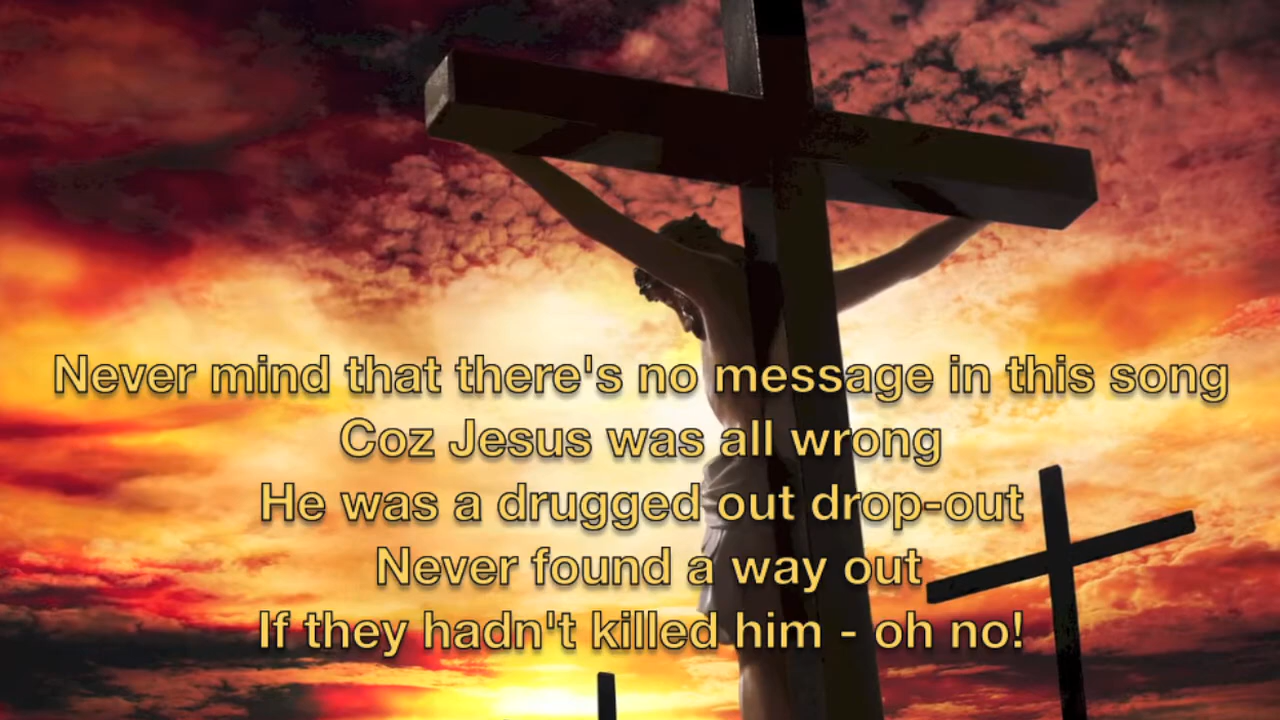 Never mind that there's no message in this song
Coz Jesus was all wrong
He was a drugged out drop-out
Never found a way out
If they hadn't killed him - oh no!